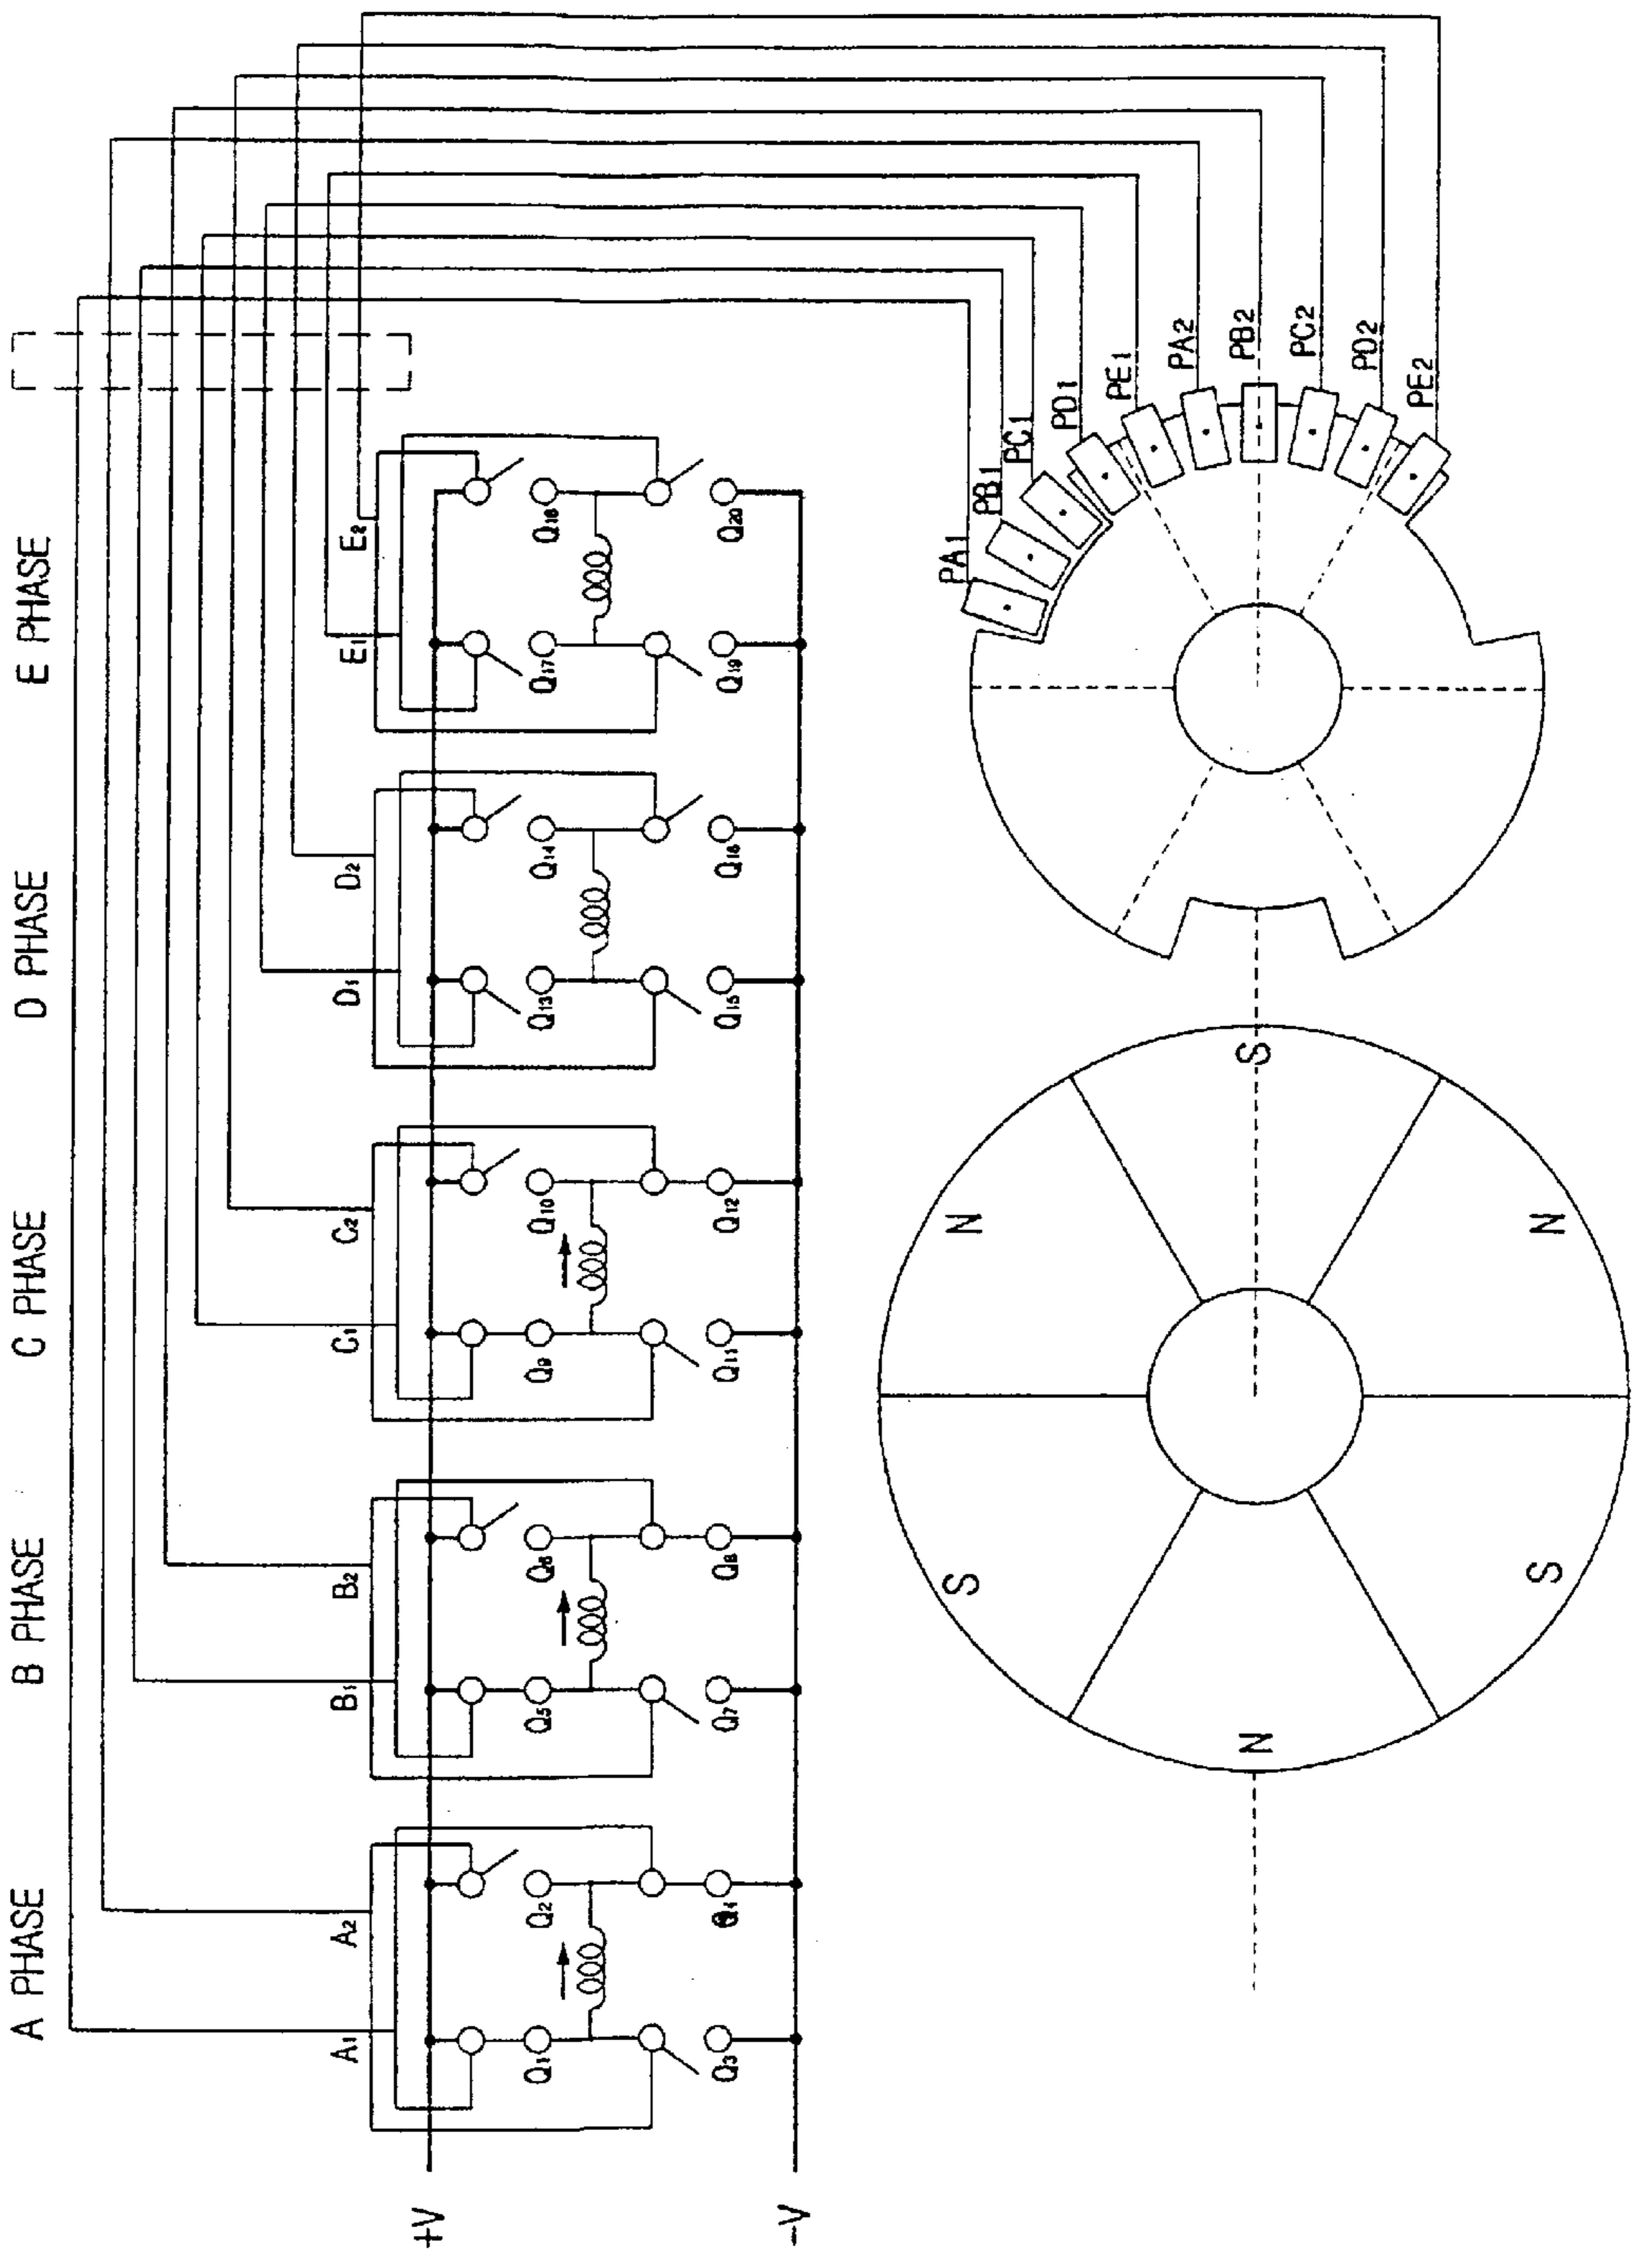 A PHASE
B PHASE
C PHASE
D PHASE
E PHASE
A1
A2
B1
B2
C1
C2
D1
D2
E1
E2
+V
Q1
Q2
Q5
Q6
Q9
Q10
Q13
Q14
Q17
Q18
Q3
Q7
Q8
Q11
Q12
Q15
Q16
Q19
Q20
-V
PA1
PB1
PC1
PD1
PE1
PA2
PB2
PC2
PD2
PE2
S
N
S
N
S
N